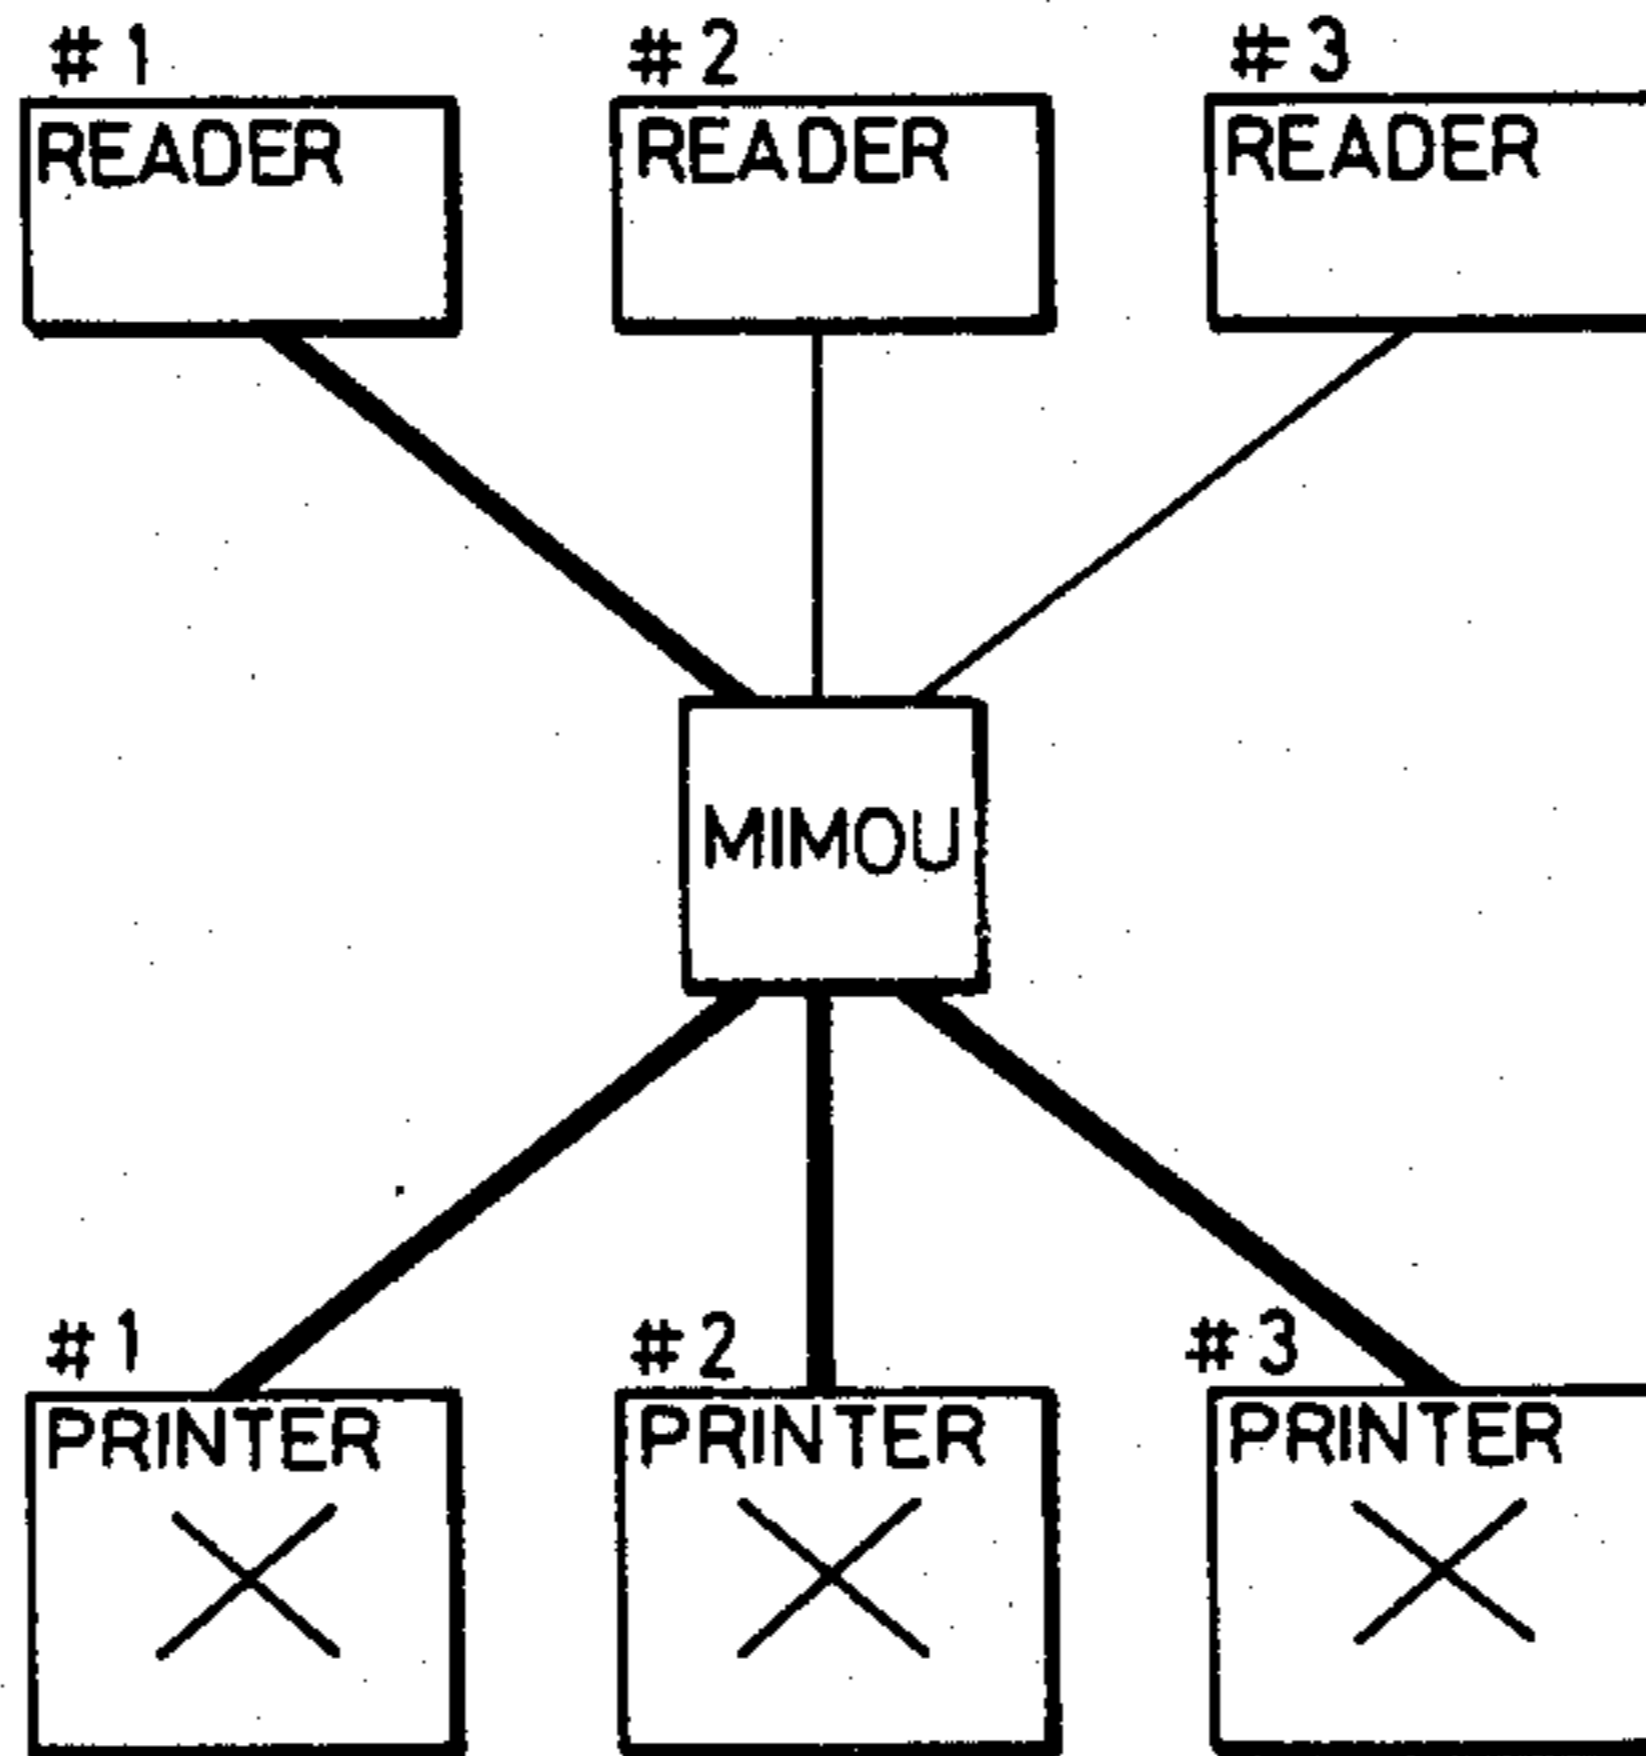 #1 #2 #3
READER READER READER
MIMOU
#1 #2 #3
PRINTER PRINTER PRINTER